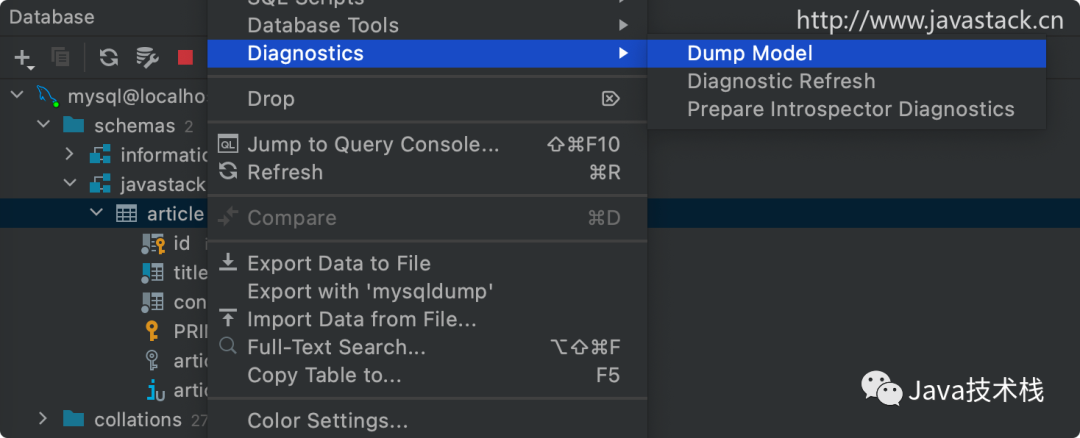 Database
http://www.javastack.cn
SQL Scripts
Database Tools
Diagnostics
Dump Model
Diagnostic Refresh
Prepare Introspector Diagnostics
Drop
Jump to Query Console... ⇧⌘F10
Refresh ⌘R
Compare ⌘D
Export Data to File
Export with 'mysqldump'
Import Data from File...
Full-Text Search... ⌥⇧⌘F
Copy Table to... F5
Color Settings...
mysql@localho
schemas 2
informatic
javastack
article
id
title
con
PRI
artic
artic
collations 27
QL
Java技术栈